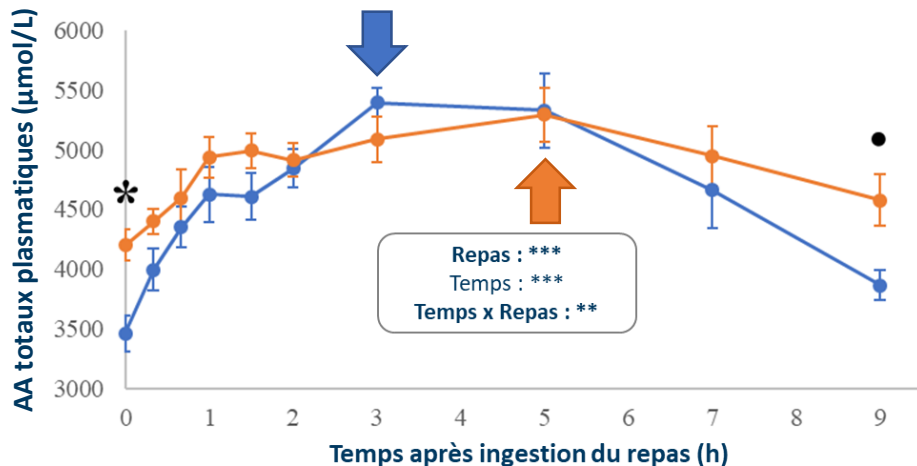 AA totaux plasmatiques (µmol/L)
6000
5500
5000
4500
4000
3500
3000
*
Repas : ***
Temps : ***
Temps x Repas : **
0 1 2 3 4 5 6 7 8 9
Temps après ingestion du repas (h)